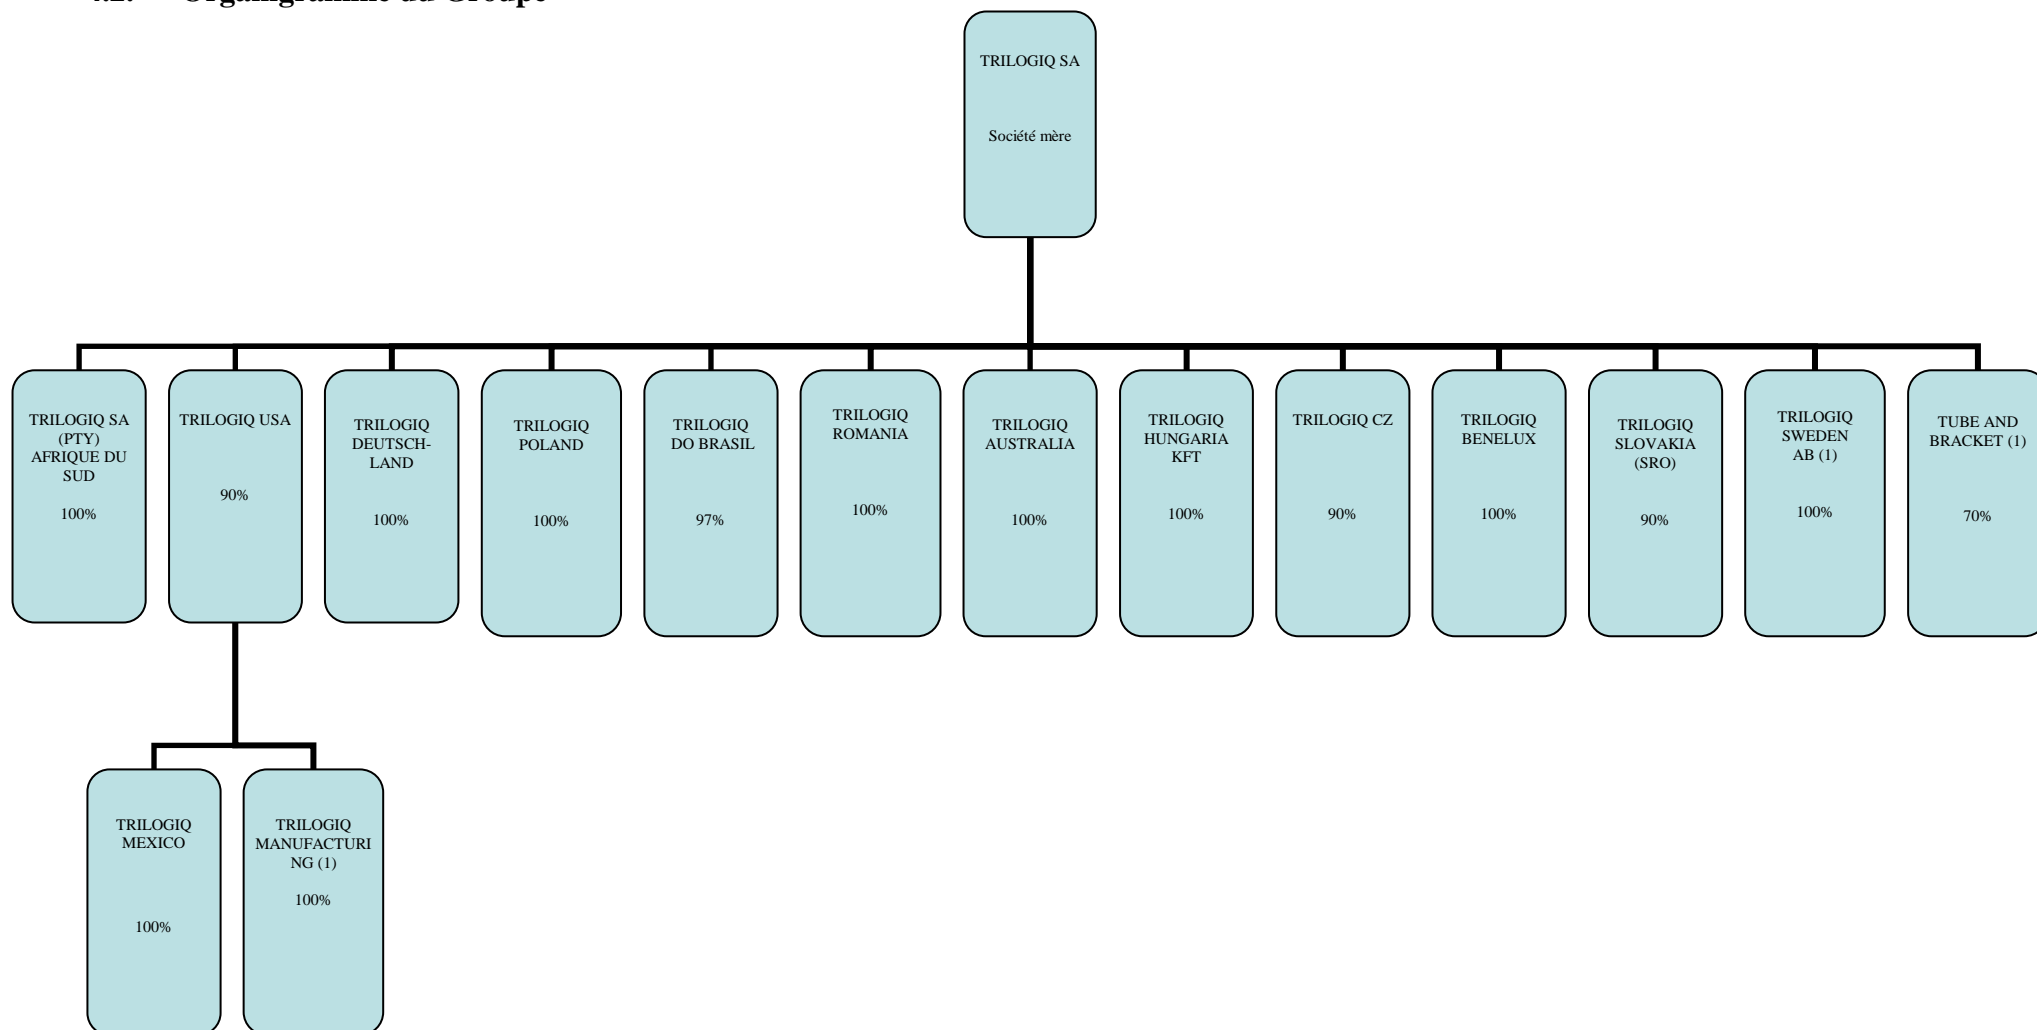 Organigramme du Groupe
TRILOGIQ SA
Société mère
TRILOGIQ SA
(PTY)
AFRIQUE DU
SUD
100%
TRILOGIQ USA
90%
TRILOGIQ
DEUTSCH-
LAND
100%
TRILOGIQ
POLAND
100%
TRILOGIQ
DO BRASIL
97%
TRILOGIQ
ROMANIA
100%
TRILOGIQ
AUSTRALIA
100%
TRILOGIQ
HUNGARIA
KFT
100%
TRILOGIQ CZ
90%
TRILOGIQ
BENELUX
100%
TRILOGIQ
SLOVAKIA
(SRO)
90%
TRILOGIQ
SWEDEN
AB (1)
100%
TUBE AND
BRACKET (1)
70%
TRILOGIQ
MEXICO
100%
TRILOGIQ
MANUFACTURI
NG (1)
100%